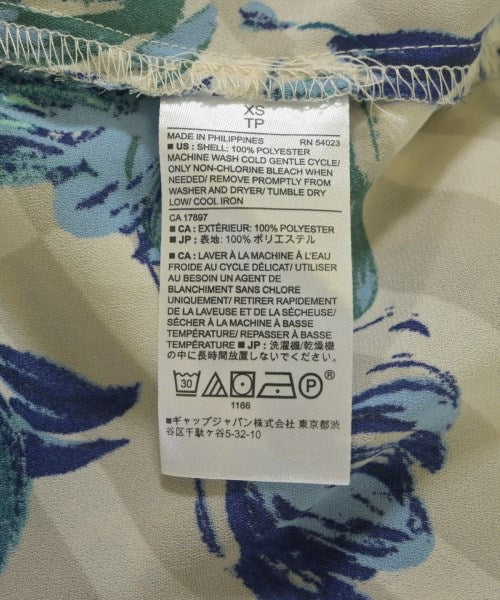 XS
TP
MADE IN PHILIPPINES RN 54023
■ US : SHELL: 100% POLYESTER
MACHINE WASH COLD GENTLE CYCLE/
ONLY NON-CHLORINE BLEACH WHEN
NEEDED/ REMOVE PROMPTLY FROM
WASHER AND DRYER/ TUMBLE DRY
LOW/ COOL IRON
CA 17897
■ CA : EXTÉRIEUR: 100% POLYESTER
■ JP : 表地: 100% ポリエステル
■ CA : LAVER À LA MACHINE À L'EAU
FROIDE AU CYCLE DÉLICAT/ UTILISER
AU BESOIN UN AGENT DE
BLANCHIMENT SANS CHLORE
UNIQUEMENT/ RETIRER RAPIDEMENT
DE LA LAVEUSE ET DE LA SÉCHEUSE/
SÉCHER À LA MACHINE À BASSE
TEMPÉRATURE/ REPASSER À BASSE
TEMPÉRATURE ■ JP : 洗濯機/乾燥機
の中に長時間放置しないでください
30 P ®
1166
■ギャップジャパン(株) 東京都渋
谷区千駄ヶ谷5-32-10